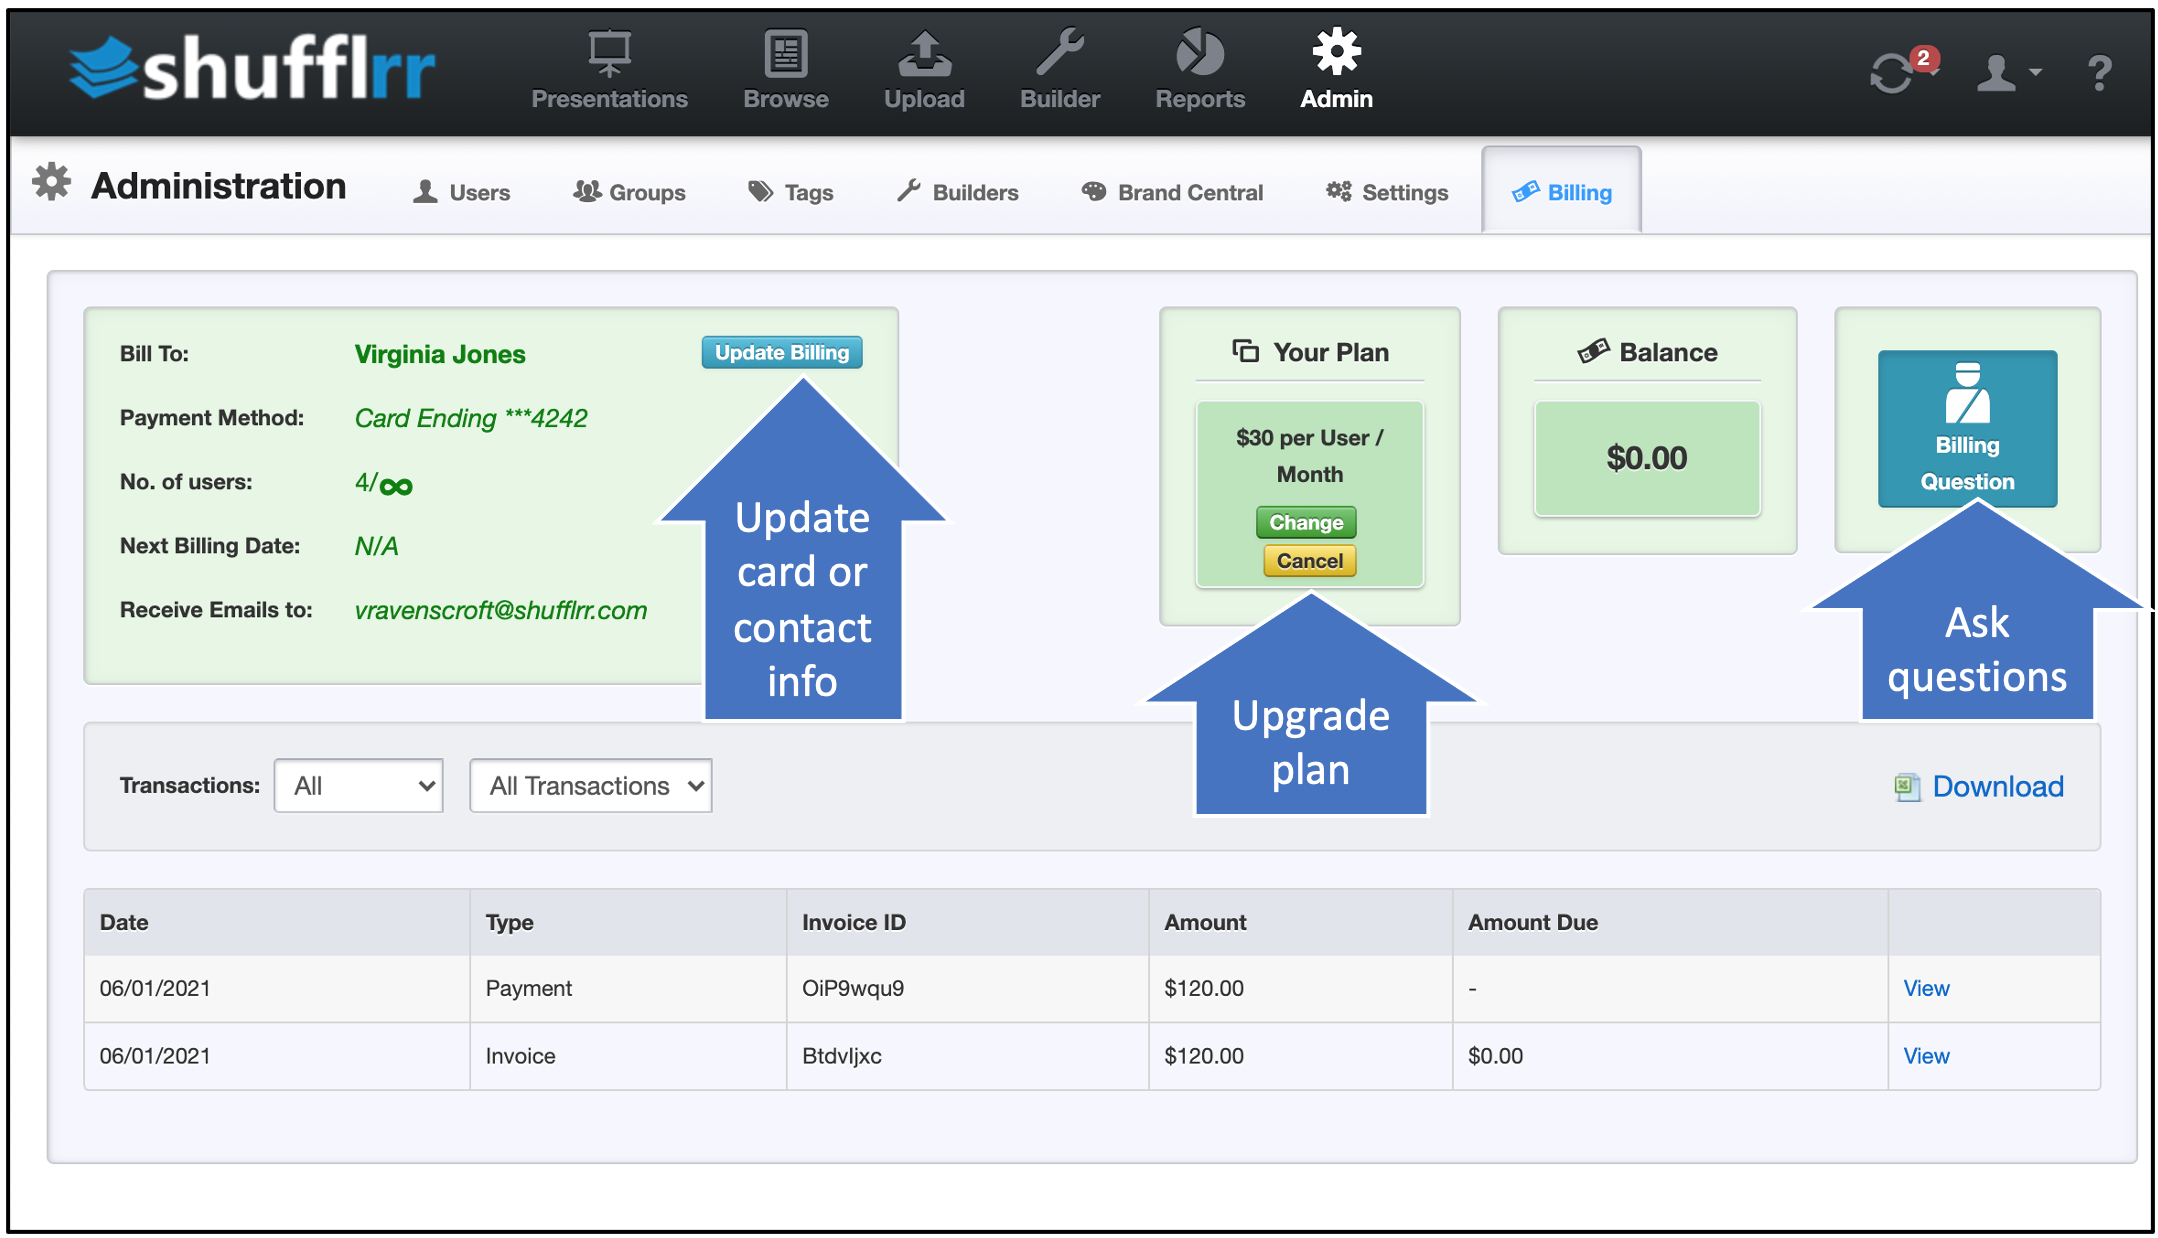 shufflrr
Presentations
Browse
Upload
Builder
Reports
Admin
2
?
Administration
Users
Groups
Tags
Builders
Brand Central
Settings
Billing
Bill To:
Virginia Jones
Update Billing
Payment Method:
Card Ending ***4242
No. of users:
4/∞
Next Billing Date:
N/A
Receive Emails to:
vravenscroft@shufflrr.com
Update
card or
contact
info
Your Plan
$30 per User /
Month
Change
Cancel
Upgrade
plan
Balance
$0.00
Billing
Question
Ask
questions
Transactions:
All
All Transactions
Download
Date
Type
Invoice ID
Amount
Amount Due
06/01/2021
Payment
OiP9wqu9
$120.00
-
View
06/01/2021
Invoice
$120.00
$0.00
View